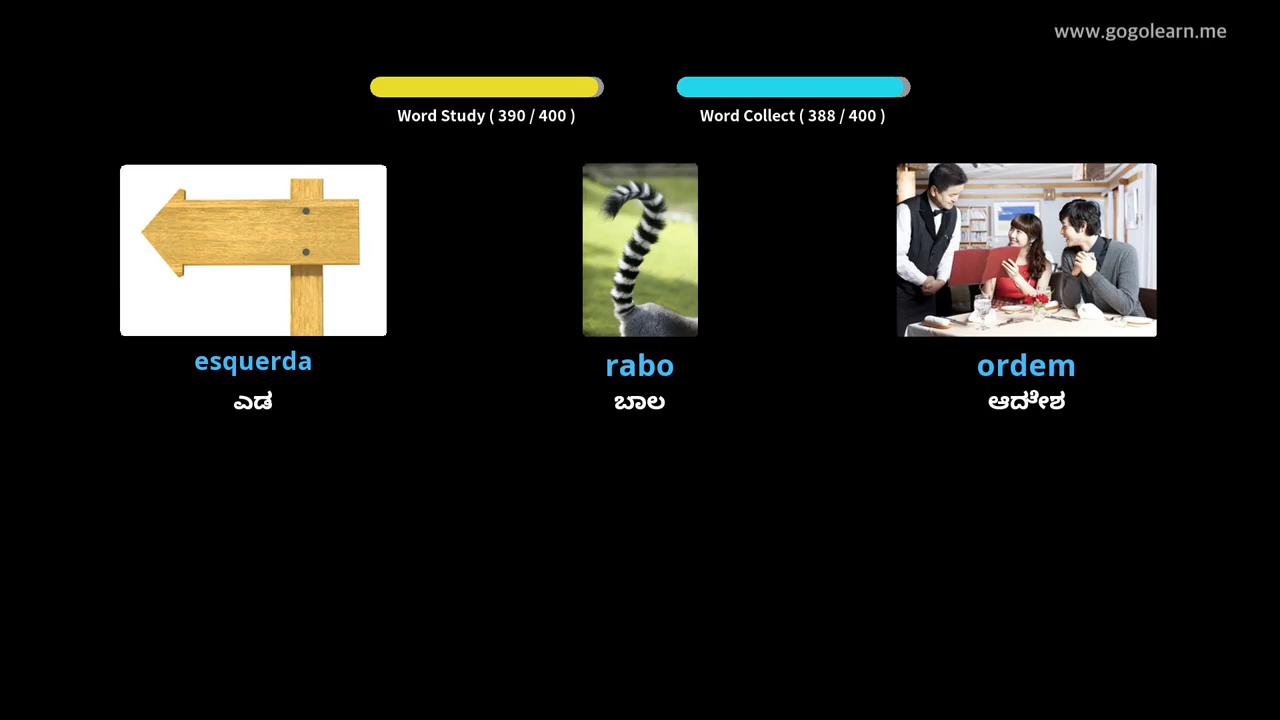 www.gogolearn.me
Word Study ( 390 / 400 )
Word Collect ( 388 / 400 )
esquerda
rabo
ordem
ಎಡ
ಬಾಲ
ಆದೇಶ